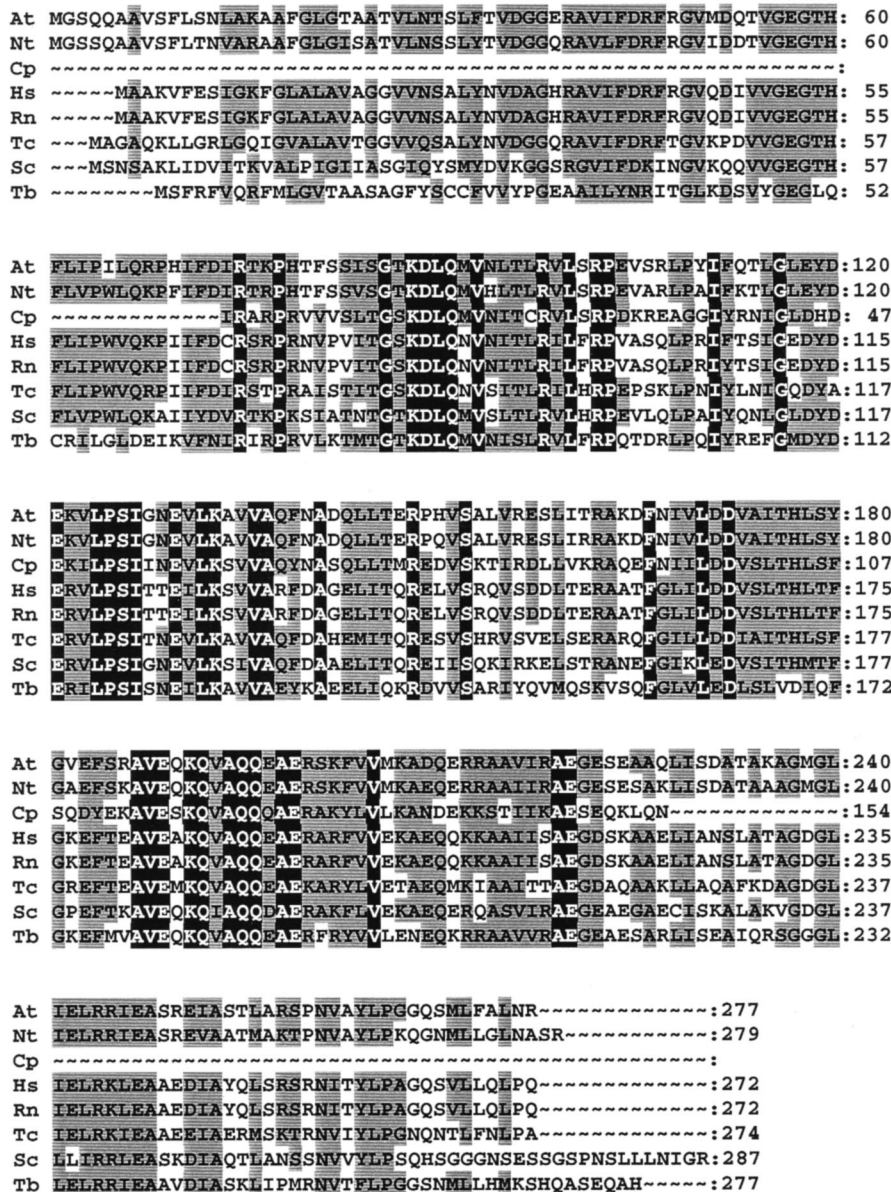 At MGSQQAAVSFLSNLAKAAFGLGTAATVLNTSLFTVDGGERAVIFDRFRGVMDQTVGEGTH: 60
Nt MGSSQAAVSFLTNVARAAFGLGISATVLNSSLYTVDGGQRAVLFDRFRGVIDDTVGEGTH: 60
Cp ~~~~~~~~~~~~~~~~~~~~~~~~~~~~~~~~~~~~~~~~~~~~~~~~~~~~~~~~~~~~:
Hs ~~~~~MAAKVFESIGKFGLALAVAGGVVNSALYNVDAGHRAVIFDRFRGVQDIVVGEGTH: 55
Rn ~~~~~MAAKVFESIGKFGLALAVAGGVVNSALYNVDAGHRAVIFDRFRGVQDIVVGEGTH: 55
Tc ~~~MAGAQKLLGRLGQIGVALAVTGGVVQSALYNVDGGQRAVIFDRFTGVKPDVVGEGTH: 57
Sc ~~~MSNSAKLIDVITKVALPIGIIASGIQYSMYDVKGGSRGVIFDKINGVKQQVVGEGTH: 57
Tb ~~~~~~~~MSFRFVQRFMLGVTAASAGFYSCCFVVYPGEAAILYNRITGLKDSVYGEGLQ: 52
At FLIPILQRPHIFDIRTKPHTFSSISGTKDLQMVNLTLRVLSRPEVSRLPYIFQTLGLEYD:120
Nt FLVPWLQKPFIFDIRTRPHTFSSVSGTKDLQMVHLTLRVLSRPEVARLPAIFKTLGLEYD:120
Cp ~~~~~~~~~~~~~IRARPRVVVSLTGSKDLQMVNITCRVLSRPDKREAGGIYRNIGLDHD: 47
Hs FLIPWVQKPIIFDCRSRPRNVPVITGSKDLQNVNITLRILFRPVASQLPRIFTSIGEDYD:115
Rn FLIPWVQKPIIFDCRSRPRNVPVITGSKDLQNVNITLRILFRPVASQLPRIYTSIGEDYD:115
Tc FLIPWVQRPIIFDIRSTPRAISTITGSKDLQNVSITLRILHRPEPSKLPNIYLNIGQDYA:117
Sc FLVPWLQKAIIYDVRTKPKSIATNTGTKDLQMVSLTLRVLHRPEVLQLPAIYQNLGLDYD:117
Tb CRILGLDEIKVFNIRIRPRVLKTMTGTKDLQMVNISLRVLFRPQTDRLPQIYREFGMDYD:112
At EKVLPSIGNEVLKAVVAQFNADQLLTERPHVSALVRESLITRAKDFNIVLDDVAITHLSY:180
Nt EKVLPSIINEVLKAVVAQFNADQLLTERPQVSALVRESLIRRAKDFNIVLDDVAITHLSY:180
Cp EKILPSIINEVLKSVVAQYNASQLLTMREDVSKTIRDLLVKRAQEFNIILDDVSLTHLSF:107
Hs ERVLPSITTEILKSVVARFDAGELITQRELVSRQVSDDLTERAATFGLILDDVSLTHLTF:175
Rn ERVLPSITTEILKSVVARFDAGELITQRELVSRQVSDDLTERAATFGLILDDVSLTHLTF:175
Tc ERVLPSITNEVLKAVVAQFDAHEMITQRESVSHRVSVELSERARQFGILLDDIAITHLSF:177
Sc ERVLPSIGNEVLKSIVAQFDAAELITQREIISQKIRKELSTRANEFGIKLEDVSITHMTF:177
Tb ERILPSISNEILKAVVAEYKAEELIQKRDVVSARIYQVMQSKVSQFGLVLEDLSLVDIQF:172
At GVEFSRAVEQKQVAQQEAERSKFVVMKADQERRAAVIRAEGESEAAQLISDATAKAGMGL:240
Nt GAEFSKAVEQKQVAQQEAERSKFVVMKAEQERRAAIIRAEGESESAKLISDATAAAGMGL:240
Cp SQDYEKAVESKQVAQQQAERAKYLVLKANDEKKSTIIKAESEQKLQN~~~~~~~~~~~~~:154
Hs GKEFTEAVEAKQVAQQEAERARFVVEKAEQQKKAAIISAEGDSKAAELIANSLATAGDGL:235
Rn GKEFTEAVEAKQVAQQEAERARFVVEKAEQQKKAAIISAEGDSKAAELIANSLATAGDGL:235
Tc GREFTEAVEMKQVAQQEAEKARYLVETAEQMKIAAITTAEGDAQAAKLLAQAFKDAGDGL:237
Sc GPEFTKAVEQKQIAQQDAERAKFLVEKAEQERQASVIRAEGEAEGAECISKALAKVGDGL:237
Tb GKEFMVAVEQKQVAQQEAERFRYVVLENEQKRRAAVVRAEGEAESARLISEAIQRSGGGL:232
At IELRRIEASREIASTLARSPNVAYLPGGQSMLFALNR~~~~~~~~~~~~~:277
Nt IELRRIEASREVAATMAKTPNVAYLPKQGNMLLGLNASR~~~~~~~~~~~:279
Cp ~~~~~~~~~~~~~~~~~~~~~~~~~~~~~~~~~~~~~~~~~~~~~~~~~~:
Hs IELRKLEAAEDIAYQLSRSRNITYLPAGQSVLLQLPQ~~~~~~~~~~~~~:272
Rn IELRKLEAAEDIAYQLSRSRNITYLPAGQSVLLQLPQ~~~~~~~~~~~~~:272
Tc IELRKIEAAEEIAERMSKTRNVIYLPGNQNTLFNLPA~~~~~~~~~~~~~:274
Sc LLIRRLEASKDIAQTLANSSNVVYLPSQHSGGGNSESSGSPNSLLLNIGR:287
Tb LELRRIEAAVDIASKLIPMRNVTFLPGGSNMLLHMKSHQASEQAH~~~~~:277